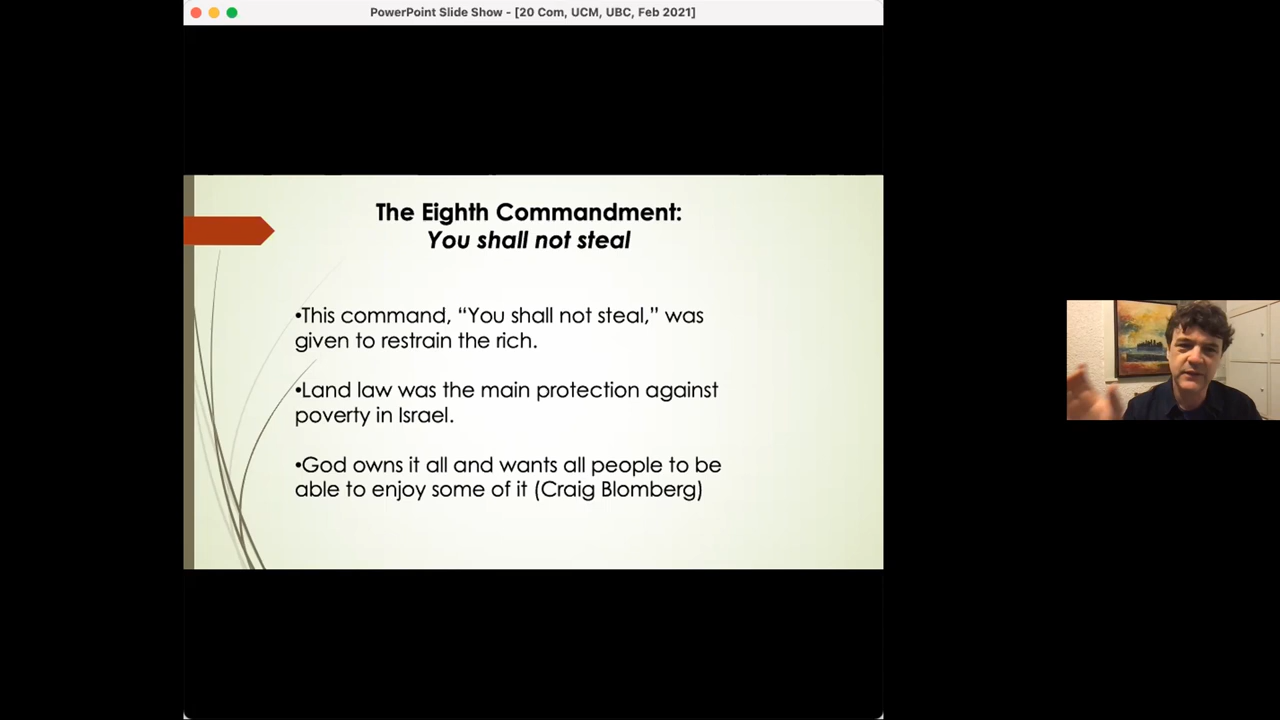 PowerPoint Slide Show - [20 Com, UCM, UBC, Feb 2021]
The Eighth Commandment:
You shall not steal
•This command, “You shall not steal,” was
given to restrain the rich.
•Land law was the main protection against
poverty in Israel.
•God owns it all and wants all people to be
able to enjoy some of it (Craig Blomberg)